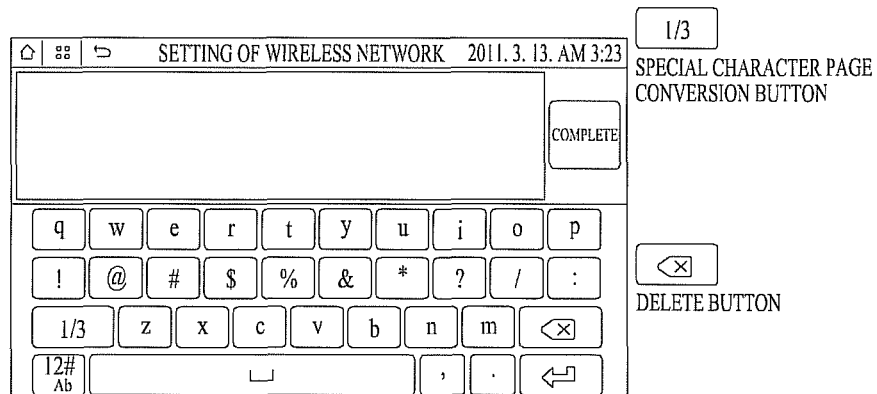 1/3
SETTING OF WIRELESS NETWORK 2011. 3. 13. AM 3:23
SPECIAL CHARACTER PAGE
CONVERSION BUTTON
COMPLETE
q w e r t y u i o p
! @ # $ % & * ? / :
DELETE BUTTON
1/3 z x c v b n m
12#
Ab
, .